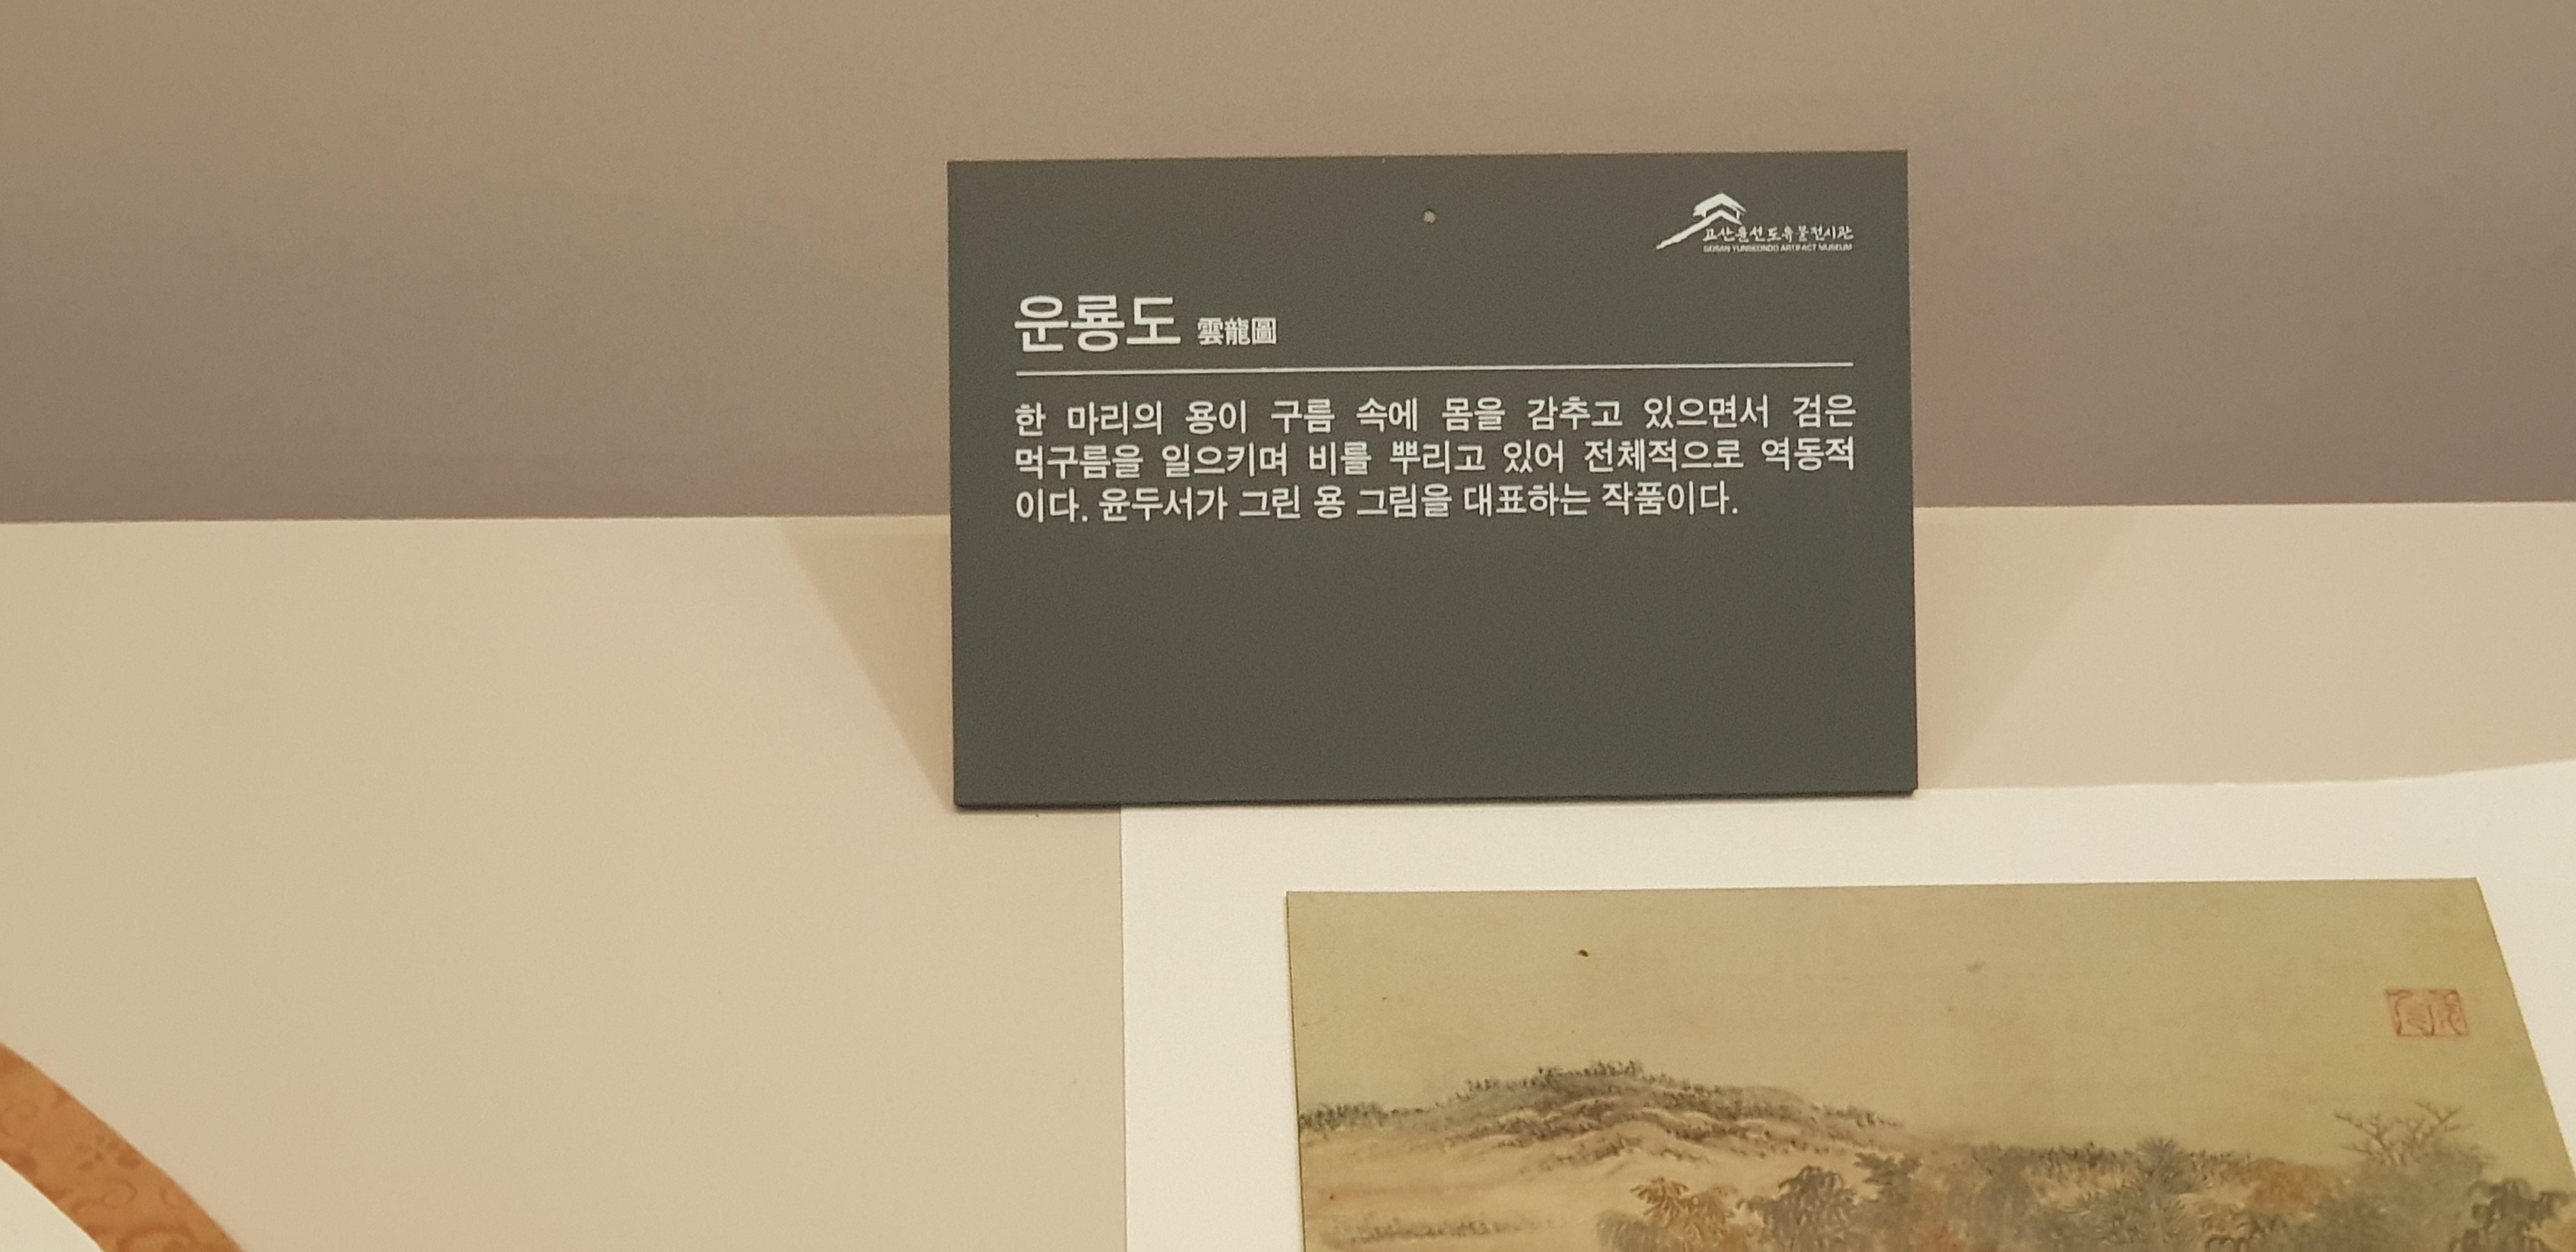 고산윤선도유물전시관
GOSAN YUNSEONDO ARTIFACT MUSEUM
운룡도 雲龍圖
한 마리의 용이 구름 속에 몸을 감추고 있으면서 검은
먹구름을 일으키며 비를 뿌리고 있어 전체적으로 역동적
이다. 윤두서가 그린 용 그림을 대표하는 작품이다.